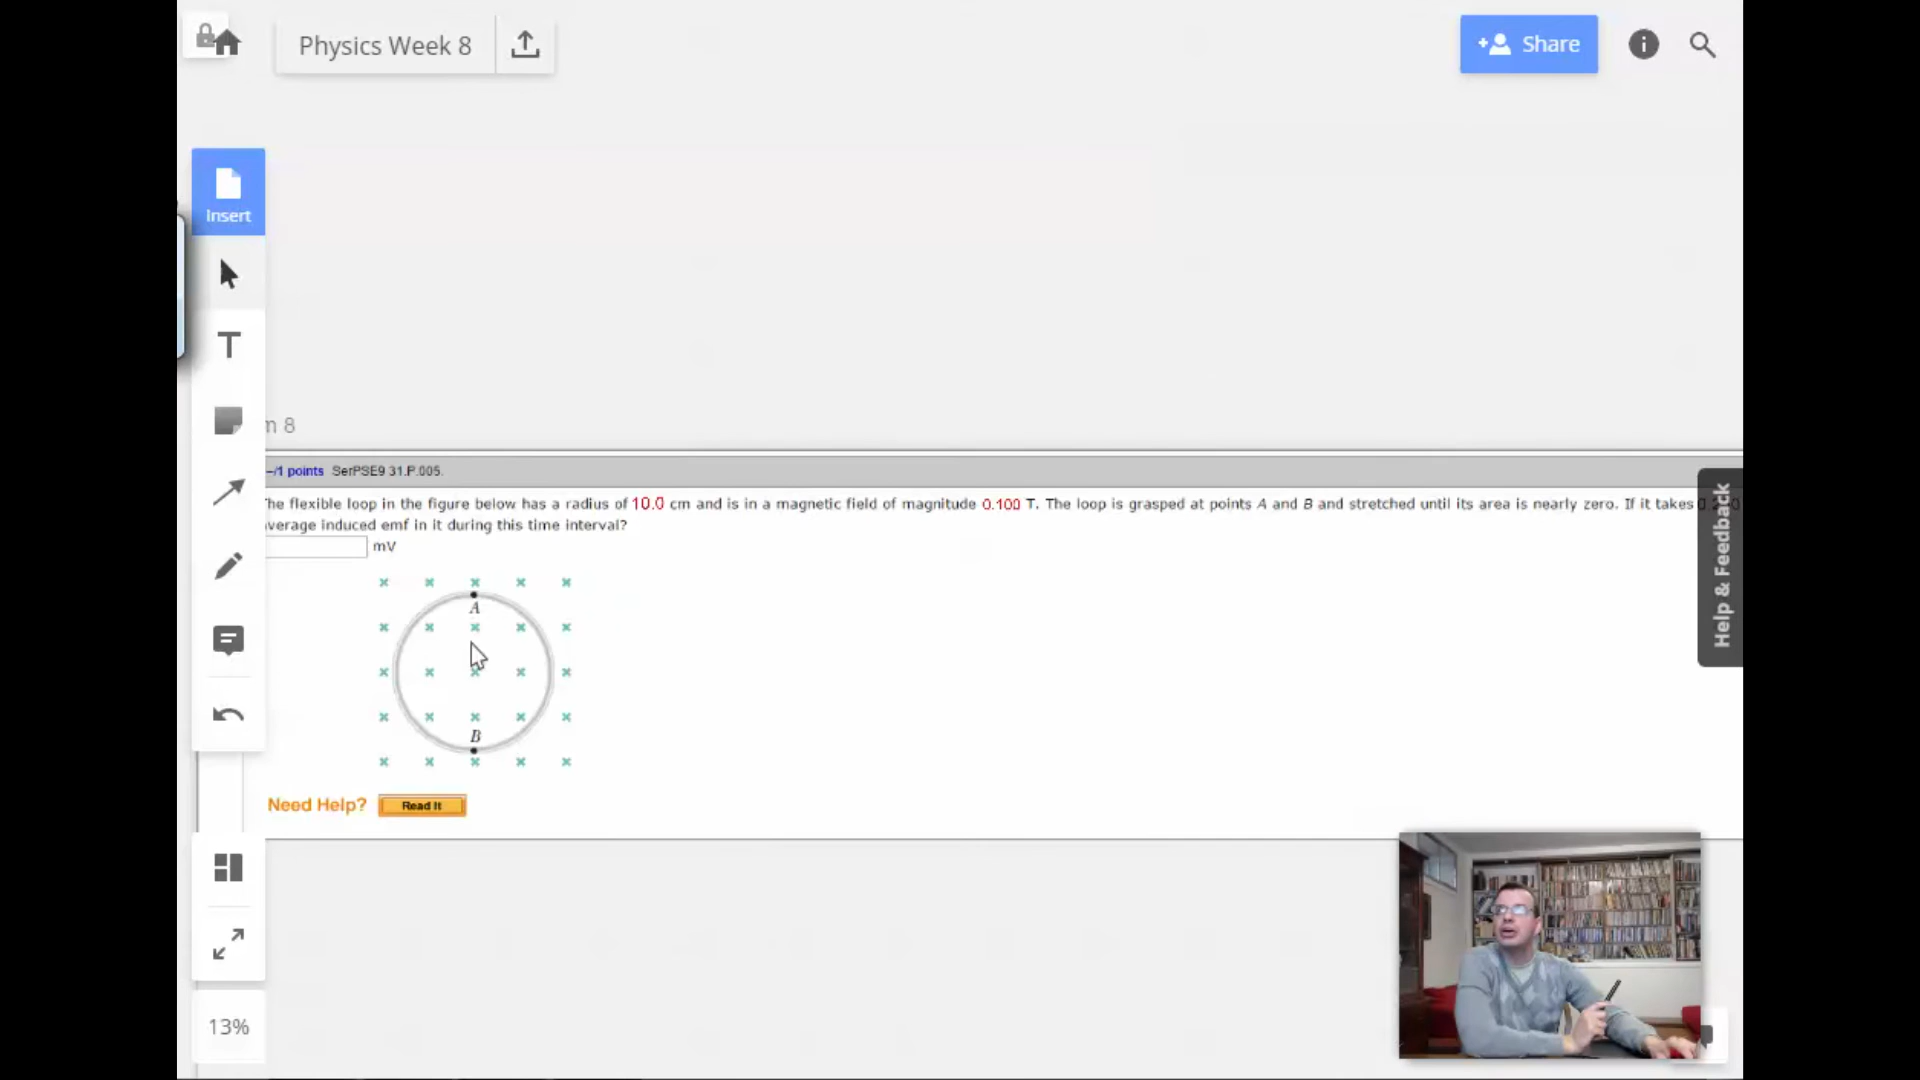 Physics Week 8
Share
Insert
T
m 8
–/1 points SerPSE9 31.P.005.
The flexible loop in the figure below has a radius of 10.0 cm and is in a magnetic field of magnitude 0.100 T. The loop is grasped at points A and B and stretched until its area is nearly zero. If it takes
average induced emf in it during this time interval?
mV
A
B
Need Help? Read It
Help & Feedback
13%